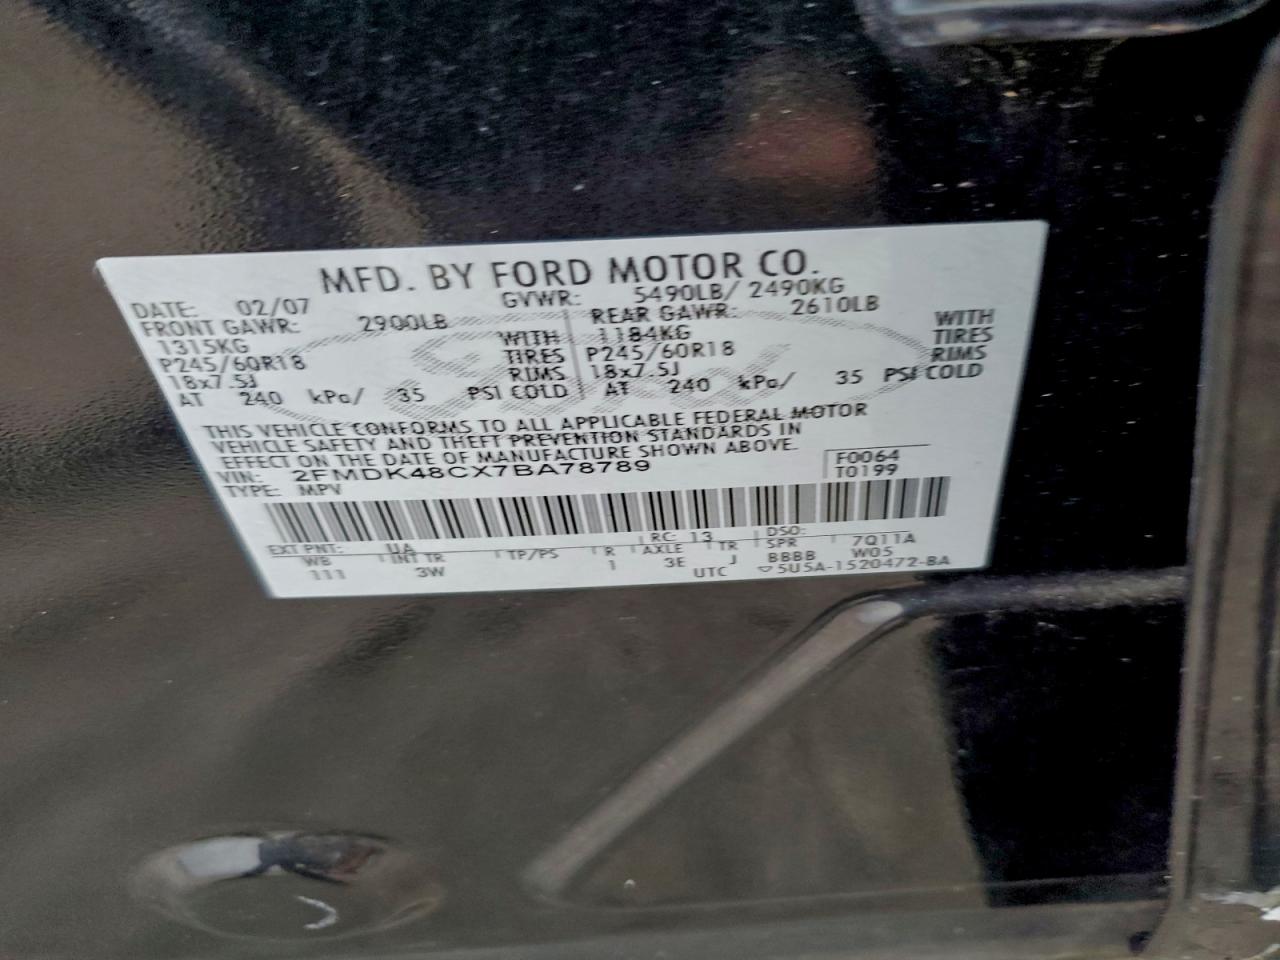 MFD. BY FORD MOTOR CO.
DATE: 02/07 GVWR: 5490LB/ 2490KG
FRONT GAWR: 2900LB REAR GAWR: 2610LB
1315KG WITH 1184KG WITH
P245/60R18 TIRES P245/60R18 TIRES
18x7.5J RIMS 18x7.5J RIMS
AT 240 kPa/ 35 PSI COLD AT 240 kPa/ 35 PSI COLD
THIS VEHICLE CONFORMS TO ALL APPLICABLE FEDERAL MOTOR
VEHICLE SAFETY AND THEFT PREVENTION STANDARDS IN
EFFECT ON THE DATE OF MANUFACTURE SHOWN ABOVE.
VIN: 2FMDK48CX7BA78789 F0064
TYPE: MPV T0199
EXT PNT: UA RC: 13 DSO:
WB INT TR TP/PS R AXLE TR SPR 7Q11A
111 3W 1 3E J BBBB W05
UTC ▽5U5A-1520472-BA